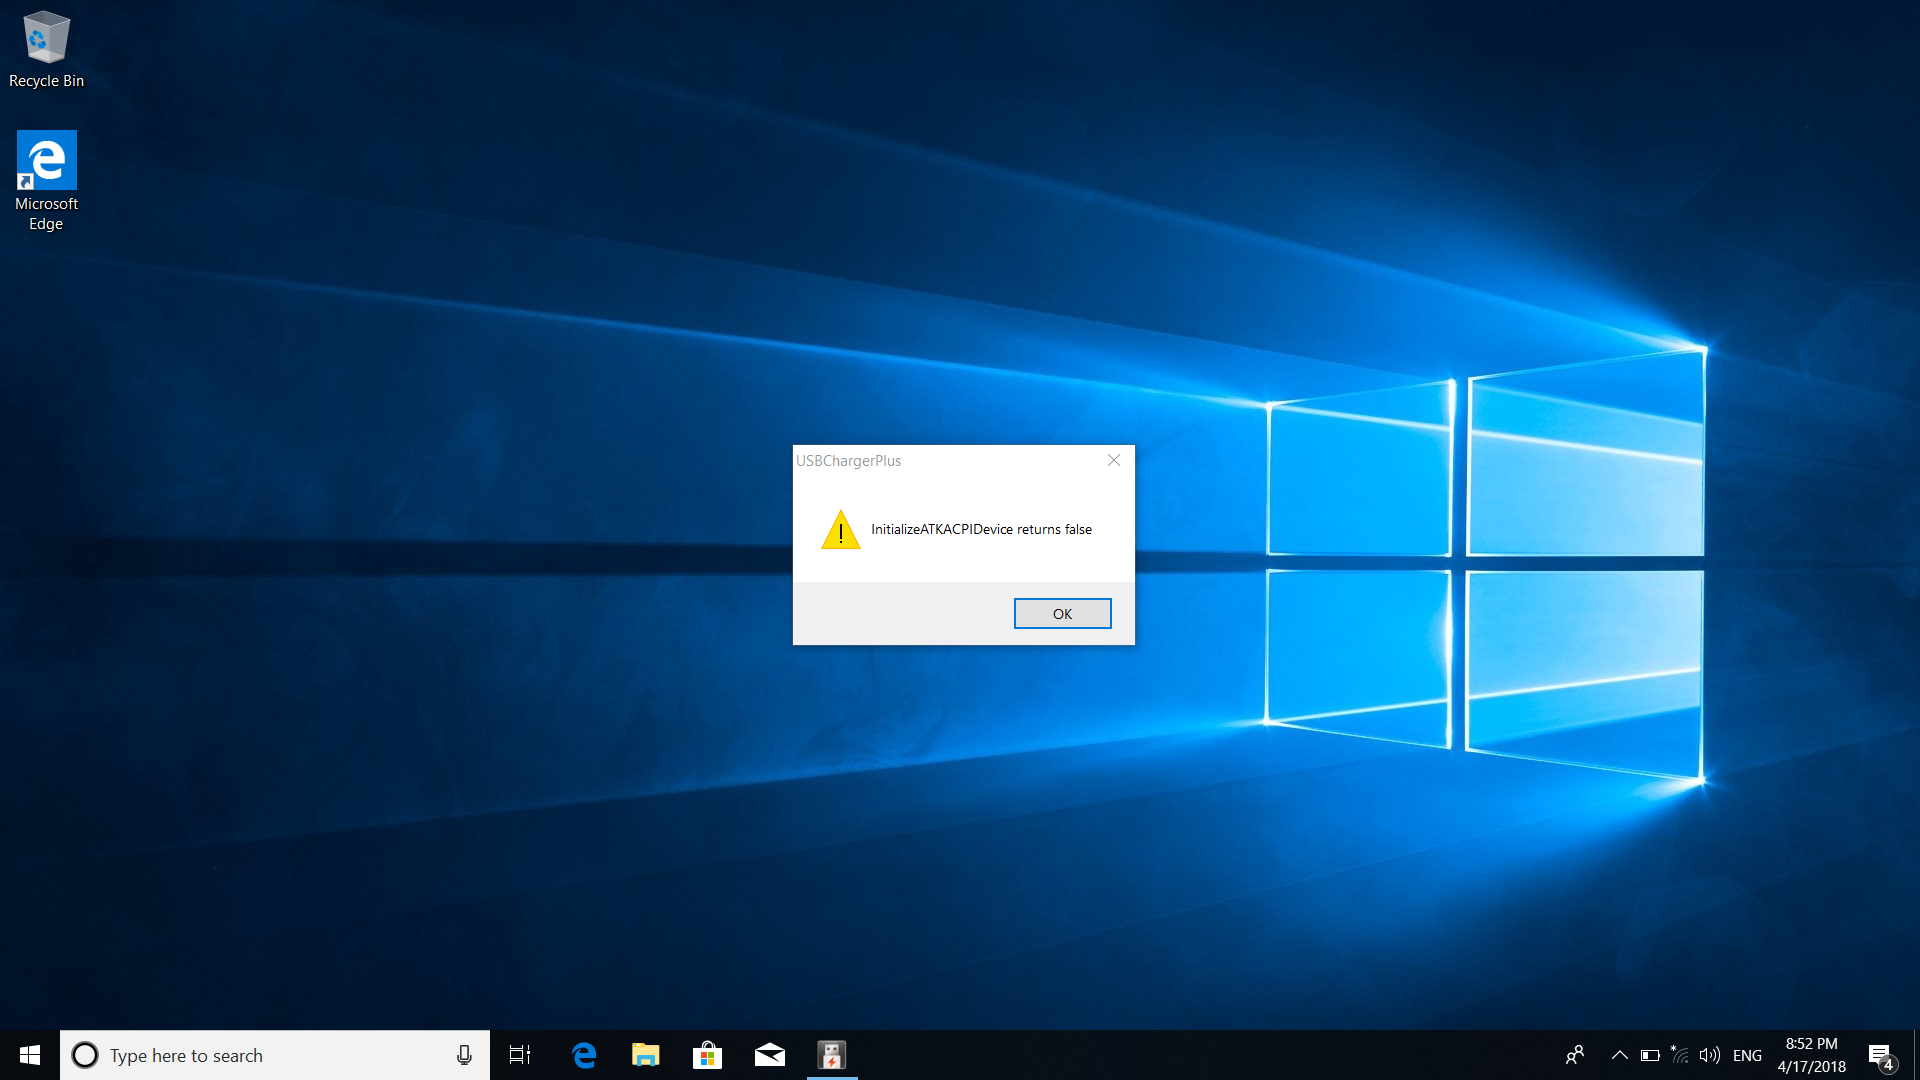 Recycle Bin
Microsoft
Edge
USBChargerPlus
InitializeATKACPIDevice returns false
OK
Type here to search
ENG
8:52 PM
4/17/2018
4